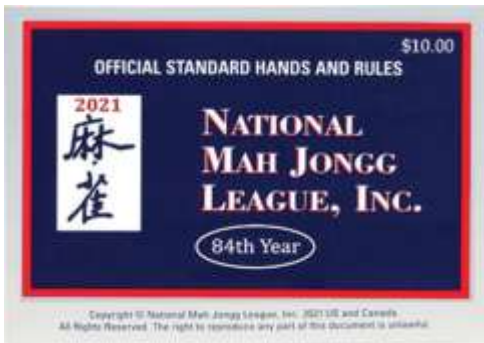 $10.00
OFFICIAL STANDARD HANDS AND RULES
2021
麻
雀
NATIONAL
MAH JONGG
LEAGUE, INC.
84th Year
Copyright © National Mah Jongg League, Inc. 2021 US and Canada
All Rights Reserved. The right to reproduce any part of this document is unlawful.